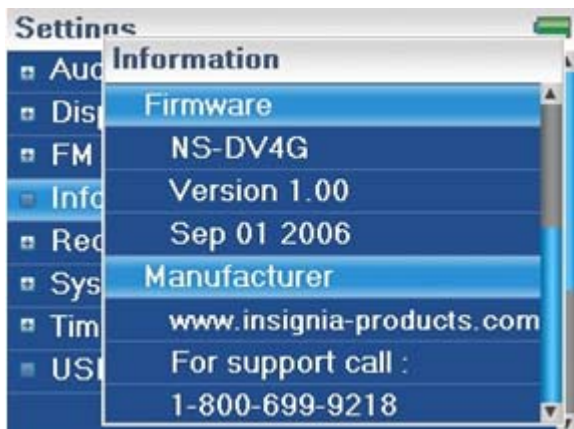 Settings
Information
Firmware
NS-DV4G
Version 1.00
Sep 01 2006
Manufacturer
www.insignia-products.com
For support call :
1-800-699-9218
FM